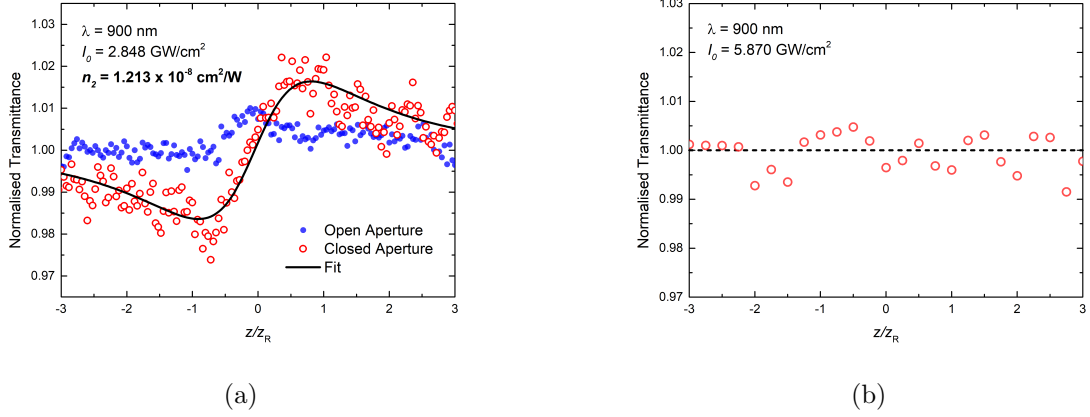 λ = 900 nm
I₀ = 2.848 GW/cm²
n₂ = 1.213 x 10⁻⁸ cm²/W
Normalised Transmittance
1.03
1.02
1.01
1.00
0.99
0.98
0.97
Open Aperture
Closed Aperture
Fit
-3 -2 -1 0 1 2 3
z/z_R
(a)
λ = 900 nm
I₀ = 5.870 GW/cm²
Normalised Transmittance
1.03
1.02
1.01
1.00
0.99
0.98
0.97
-3 -2 -1 0 1 2 3
z/z_R
(b)